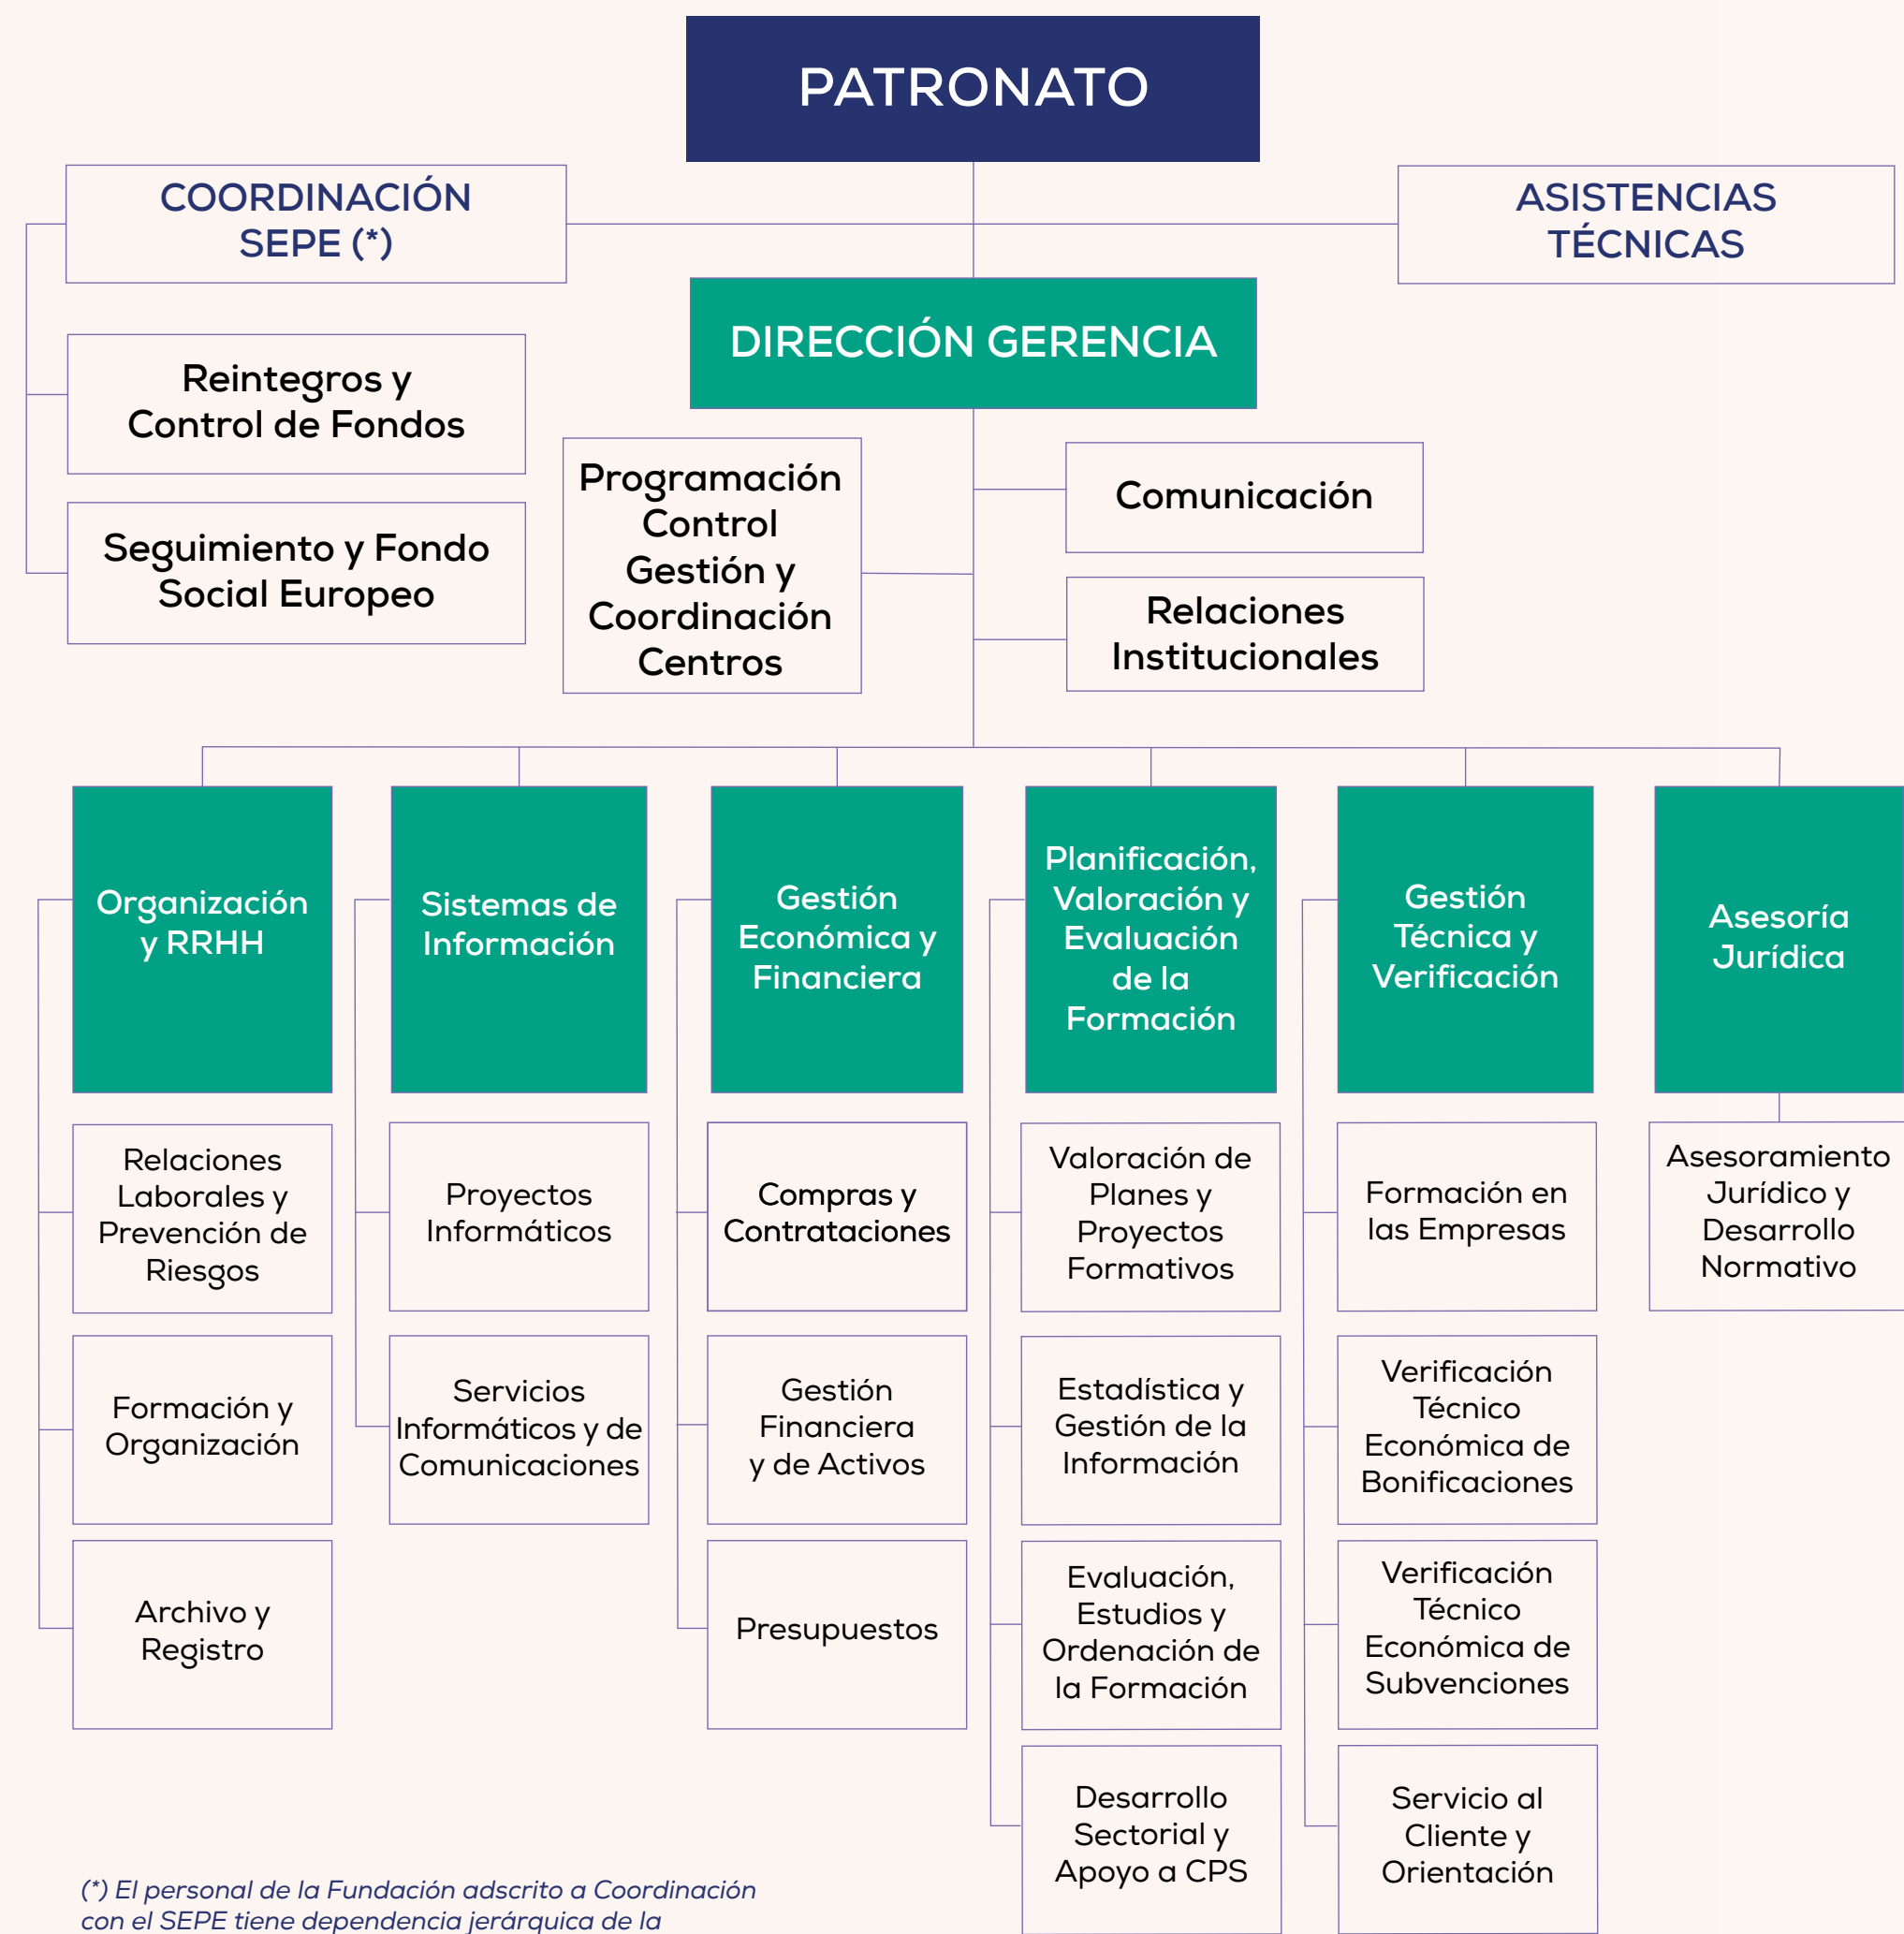 PATRONATO
COORDINACIÓN
SEPE (*)
ASISTENCIAS
TÉCNICAS
DIRECCIÓN GERENCIA
Reintegros y
Control de Fondos
Seguimiento y Fondo
Social Europeo
Programación
Control
Gestión y
Coordinación
Centros
Comunicación
Relaciones
Institucionales
Organización
y RRHH
Sistemas de
Información
Gestión
Económica y
Financiera
Planificación,
Valoración y
Evaluación
de la
Formación
Gestión
Técnica y
Verificación
Asesoría
Jurídica
Relaciones
Laborales y
Prevención de
Riesgos
Formación y
Organización
Archivo y
Registro
Proyectos
Informáticos
Servicios
Informáticos y de
Comunicaciones
Compras y
Contrataciones
Gestión
Financiera
y de Activos
Presupuestos
Valoración de
Planes y
Proyectos
Formativos
Estadística y
Gestión de la
Información
Evaluación,
Estudios y
Ordenación de
la Formación
Desarrollo
Sectorial y
Apoyo a CPS
Formación en
las Empresas
Verificación
Técnico
Económica de
Bonificaciones
Verificación
Técnico
Económica de
Subvenciones
Servicio al
Cliente y
Orientación
Asesoramiento
Jurídico y
Desarrollo
Normativo
(*) El personal de la Fundación adscrito a Coordinación
con el SEPE tiene dependencia jerárquica de la